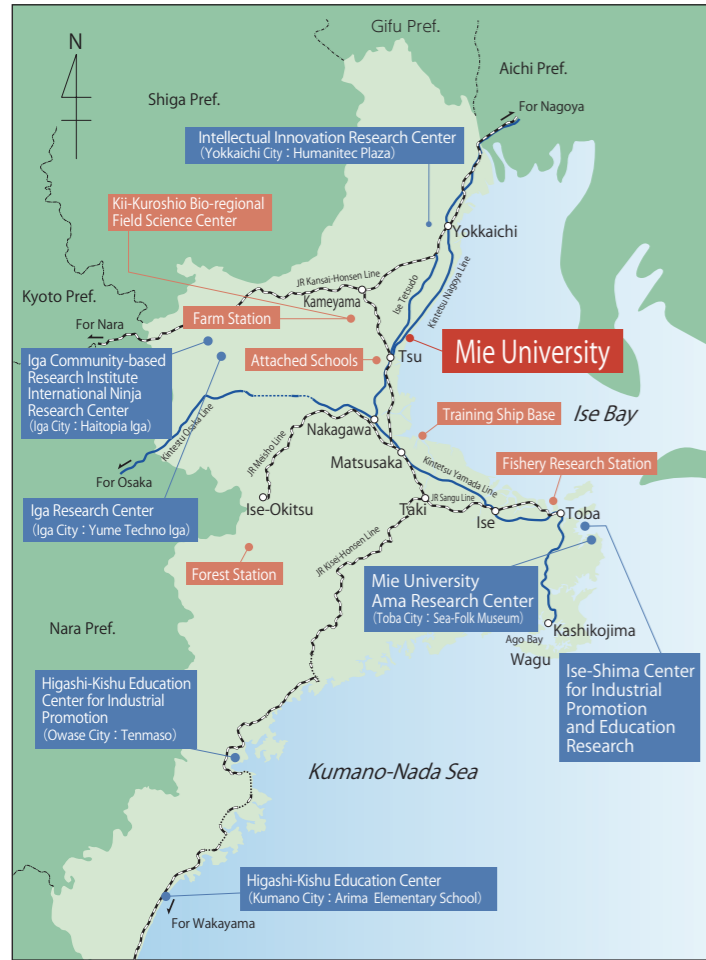 Gifu Pref.
N
Aichi Pref.
Shiga Pref.
For Nagoya
Intellectual Innovation Research Center
(Yokkaichi City : Humanitec Plaza)
Kii-Kuroshio Bio-regional
Field Science Center
Yokkaichi
JR Kansai-Honsen Line
Ise Tetsudo
Kintetsu Nagoya Line
Kameyama
Kyoto Pref.
For Nara
Farm Station
Mie University
Iga Community-based
Research Institute
International Ninja
Research Center
(Iga City : Haitopia Iga)
Attached Schools
Tsu
Kintestu Osaka Line
Nakagawa
Training Ship Base
Ise Bay
JR Meisho Line
Matsusaka
Kintetsu Yamada Line
Fishery Research Station
For Osaka
Ise-Okitsu
Taki
JR Sangu Line
Ise
Toba
Iga Research Center
(Iga City : Yume Techno Iga)
JR Kisei-Honsen Line
Forest Station
Mie University
Ama Research Center
(Toba City : Sea-Folk Museum)
Nara Pref.
Kashikojima
Ago Bay
Wagu
Ise-Shima Center
for Industrial
Promotion
and Education
Research
Higashi-Kishu Education
Center for Industrial
Promotion
(Owase City : Tenmaso)
Kumano-Nada Sea
Higashi-Kishu Education Center
(Kumano City : Arima Elementary School)
For Wakayama